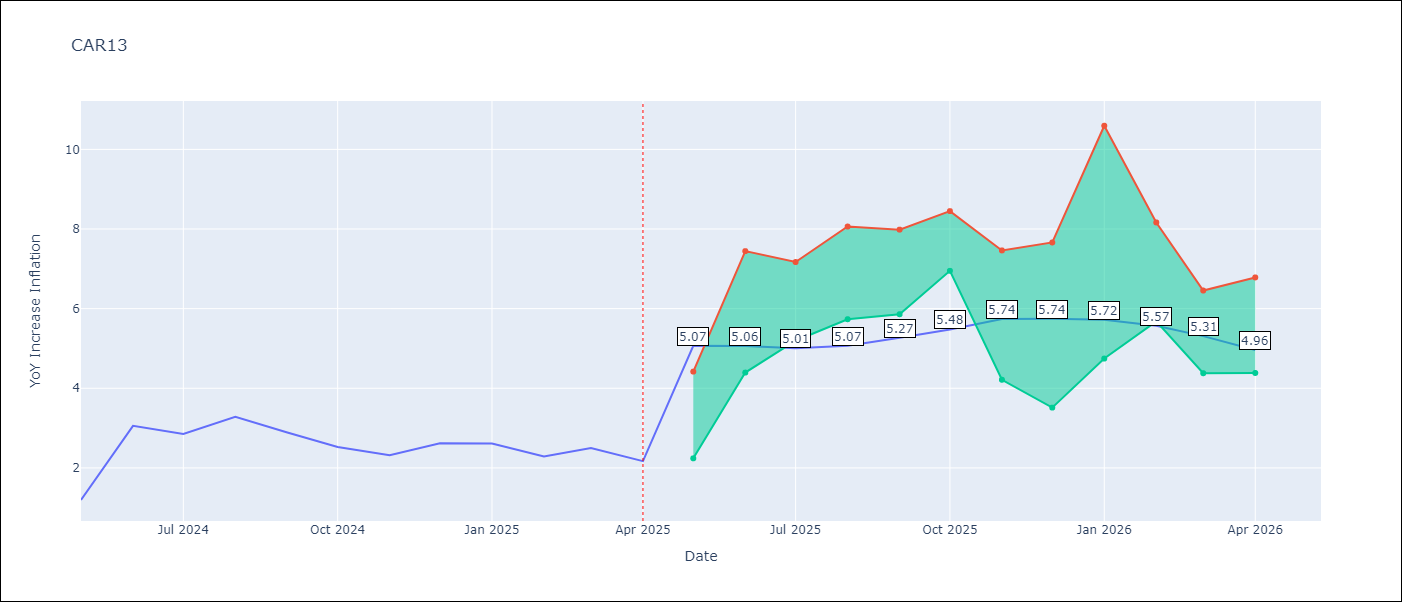 CAR13
YoY Increase Inflation
10
8
6
4
2
5.07
5.06
5.01
5.07
5.27
5.48
5.74
5.74
5.72
5.57
5.31
4.96
Jul 2024
Oct 2024
Jan 2025
Apr 2025
Jul 2025
Oct 2025
Jan 2026
Apr 2026
Date